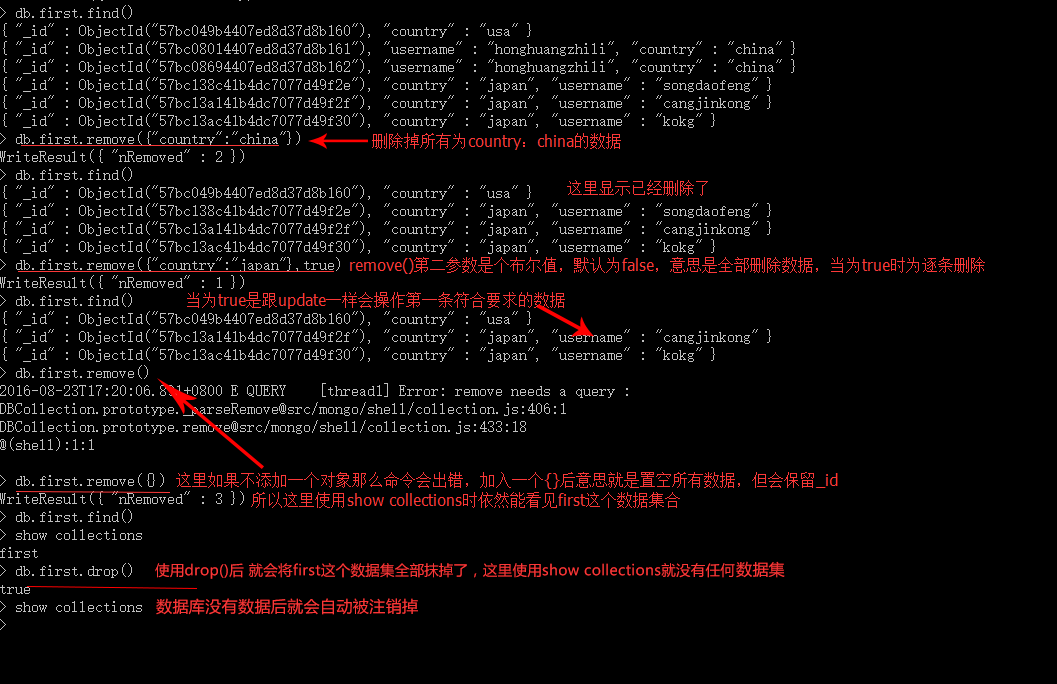 > db.first.find()
{ "_id" : ObjectId("57bc049b4407ed8d37d8b160"), "country" : "usa" }
{ "_id" : ObjectId("57bc08014407ed8d37d8b161"), "username" : "honghuangzhili", "country" : "china" }
{ "_id" : ObjectId("57bc08694407ed8d37d8b162"), "username" : "honghuangzhili", "country" : "china" }
{ "_id" : ObjectId("57bc138c41b4dc7077d49f2e"), "country" : "japan", "username" : "songdaofeng" }
{ "_id" : ObjectId("57bc13a141b4dc7077d49f2f"), "country" : "japan", "username" : "cangjinkong" }
{ "_id" : ObjectId("57bc13ac41b4dc7077d49f30"), "country" : "japan", "username" : "kokg" }
> db.first.remove({"country":"china"}) 删除掉所有为country：china的数据
WriteResult({ "nRemoved" : 2 })
> db.first.find()
{ "_id" : ObjectId("57bc049b4407ed8d37d8b160"), "country" : "usa" } 这里显示已经删除了
{ "_id" : ObjectId("57bc138c41b4dc7077d49f2e"), "country" : "japan", "username" : "songdaofeng" }
{ "_id" : ObjectId("57bc13a141b4dc7077d49f2f"), "country" : "japan", "username" : "cangjinkong" }
{ "_id" : ObjectId("57bc13ac41b4dc7077d49f30"), "country" : "japan", "username" : "kokg" }
> db.first.remove({"country":"japan"},true) remove()第二参数是个布尔值，默认为false，意思是全部删除数据，当为true时为逐条删除
WriteResult({ "nRemoved" : 1 })
> db.first.find() 当为true是跟update一样会操作第一条符合要求的数据
{ "_id" : ObjectId("57bc049b4407ed8d37d8b160"), "country" : "usa" }
{ "_id" : ObjectId("57bc13a141b4dc7077d49f2f"), "country" : "japan", "username" : "cangjinkong" }
{ "_id" : ObjectId("57bc13ac41b4dc7077d49f30"), "country" : "japan", "username" : "kokg" }
> db.first.remove()
2016-08-23T17:20:06.891+0800 E QUERY    [thread1] Error: remove needs a query :
DBCollection.prototype._parseRemove@src/mongo/shell/collection.js:406:1
DBCollection.prototype.remove@src/mongo/shell/collection.js:433:18
@(shell):1:1
> db.first.remove({}) 这里如果不添加一个对象那么命令会出错，加入一个{}后意思就是置空所有数据，但会保留_id
WriteResult({ "nRemoved" : 3 }) 所以这里使用show collections时依然能看见first这个数据集合
> db.first.find()
> show collections
first
> db.first.drop() 使用drop()后 就会将first这个数据集全部抹掉了，这里使用show collections就没有任何数据集
true
> show collections 数据库没有数据后就会自动被注销掉
>